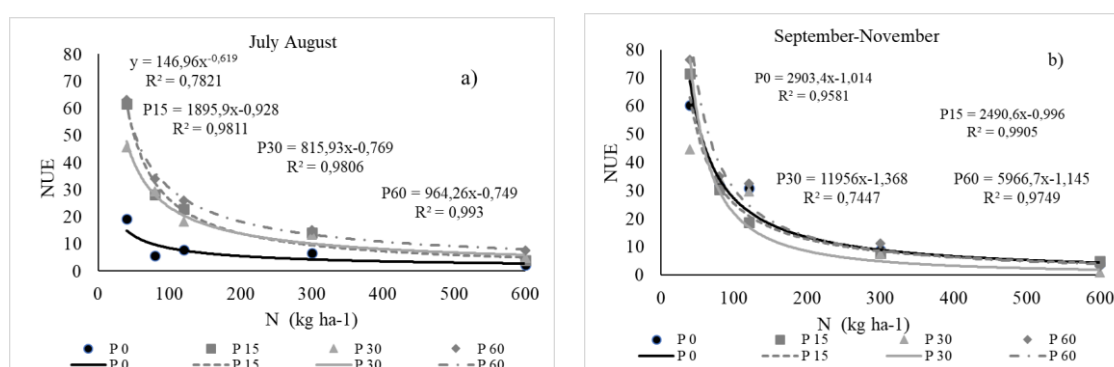 July August
a)
y = 146,96x-0,619
R² = 0,7821
P15 = 1895,9x-0,928
R² = 0,9811
P30 = 815,93x-0,769
R² = 0,9806
P60 = 964,26x-0,749
R² = 0,993
NUE
80
70
60
50
40
30
20
10
0
0 100 200 300 400 500 600
N (kg ha-1)
P 0 P 15 P 30 P 60
P 0 P 15 P 30 P 60
September-November
b)
P0 = 2903,4x-1,014
R² = 0,9581
P15 = 2490,6x-0,996
R² = 0,9905
P30 = 11956x-1,368
R² = 0,7447
P60 = 5966,7x-1,145
R² = 0,9749
NUE
80
70
60
50
40
30
20
10
0
0 100 200 300 400 500 600
N (kg ha-1)
P 0 P 15 P 30 P 60
P 0 P 15 P 30 P 60